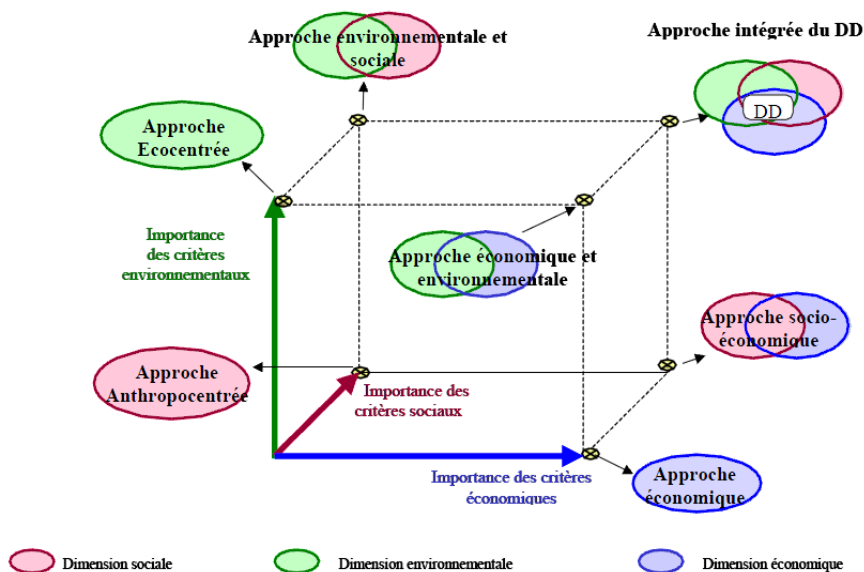 Approche environnementale et
sociale
Approche intégrée du DD
DD
Approche
Ecocentrée
Importance
des critères
environnementaux
Approche économique et
environnementale
Approche socio-
économique
Approche
Anthropocentrée
Importance des
critères sociaux
Importance des critères
économiques
Approche
économique
Dimension sociale
Dimension environnementale
Dimension économique